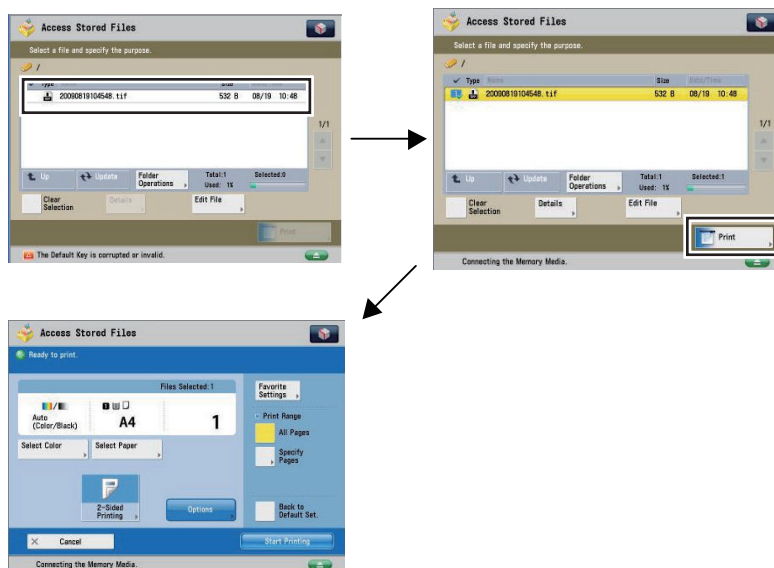 Access Stored Files
Select a file and specify the purpose.
/
Type Name Size Date/Time
20090819104548.tif 532 B 08/19 10:48
1/1
Up Update Folder Operations Total:1 Selected:0
Used: 1%
Clear Selection Details Edit File
Print
The Default Key is corrupted or invalid.
Access Stored Files
Select a file and specify the purpose.
/
Type Name Size Date/Time
1 20090819104548.tif 532 B 08/19 10:48
1/1
Up Update Folder Operations Total:1 Selected:1
Used: 1%
Clear Selection Details Edit File
Print
Connecting the Memory Media.
Access Stored Files
Ready to print.
Files Selected:1
Auto (Color/Black) A4 1
Select Color Select Paper
2-Sided Printing
Options
Favorite Settings
Print Range
All Pages
Specify Pages
Back to Default Set.
Cancel Start Printing
Connecting the Memory Media.